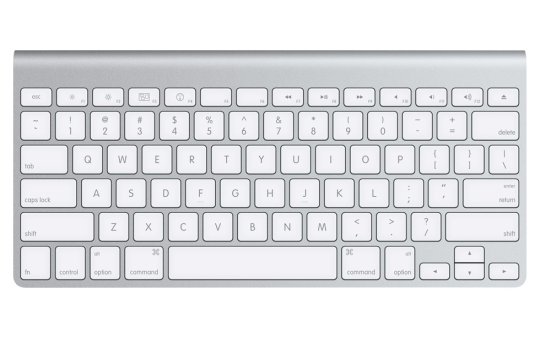 esc
~ ! @ # $ % ^ & * ( ) - +
` 1 2 3 4 5 6 7 8 9 0 - = delete
tab Q W E R T Y U I O P { } |
[ ] \
caps lock A S D F G H J K L : " enter
; ' return
shift Z X C V B N M < > ? shift
, . /
alt ⌘ ⌘ alt
fn control option command command option